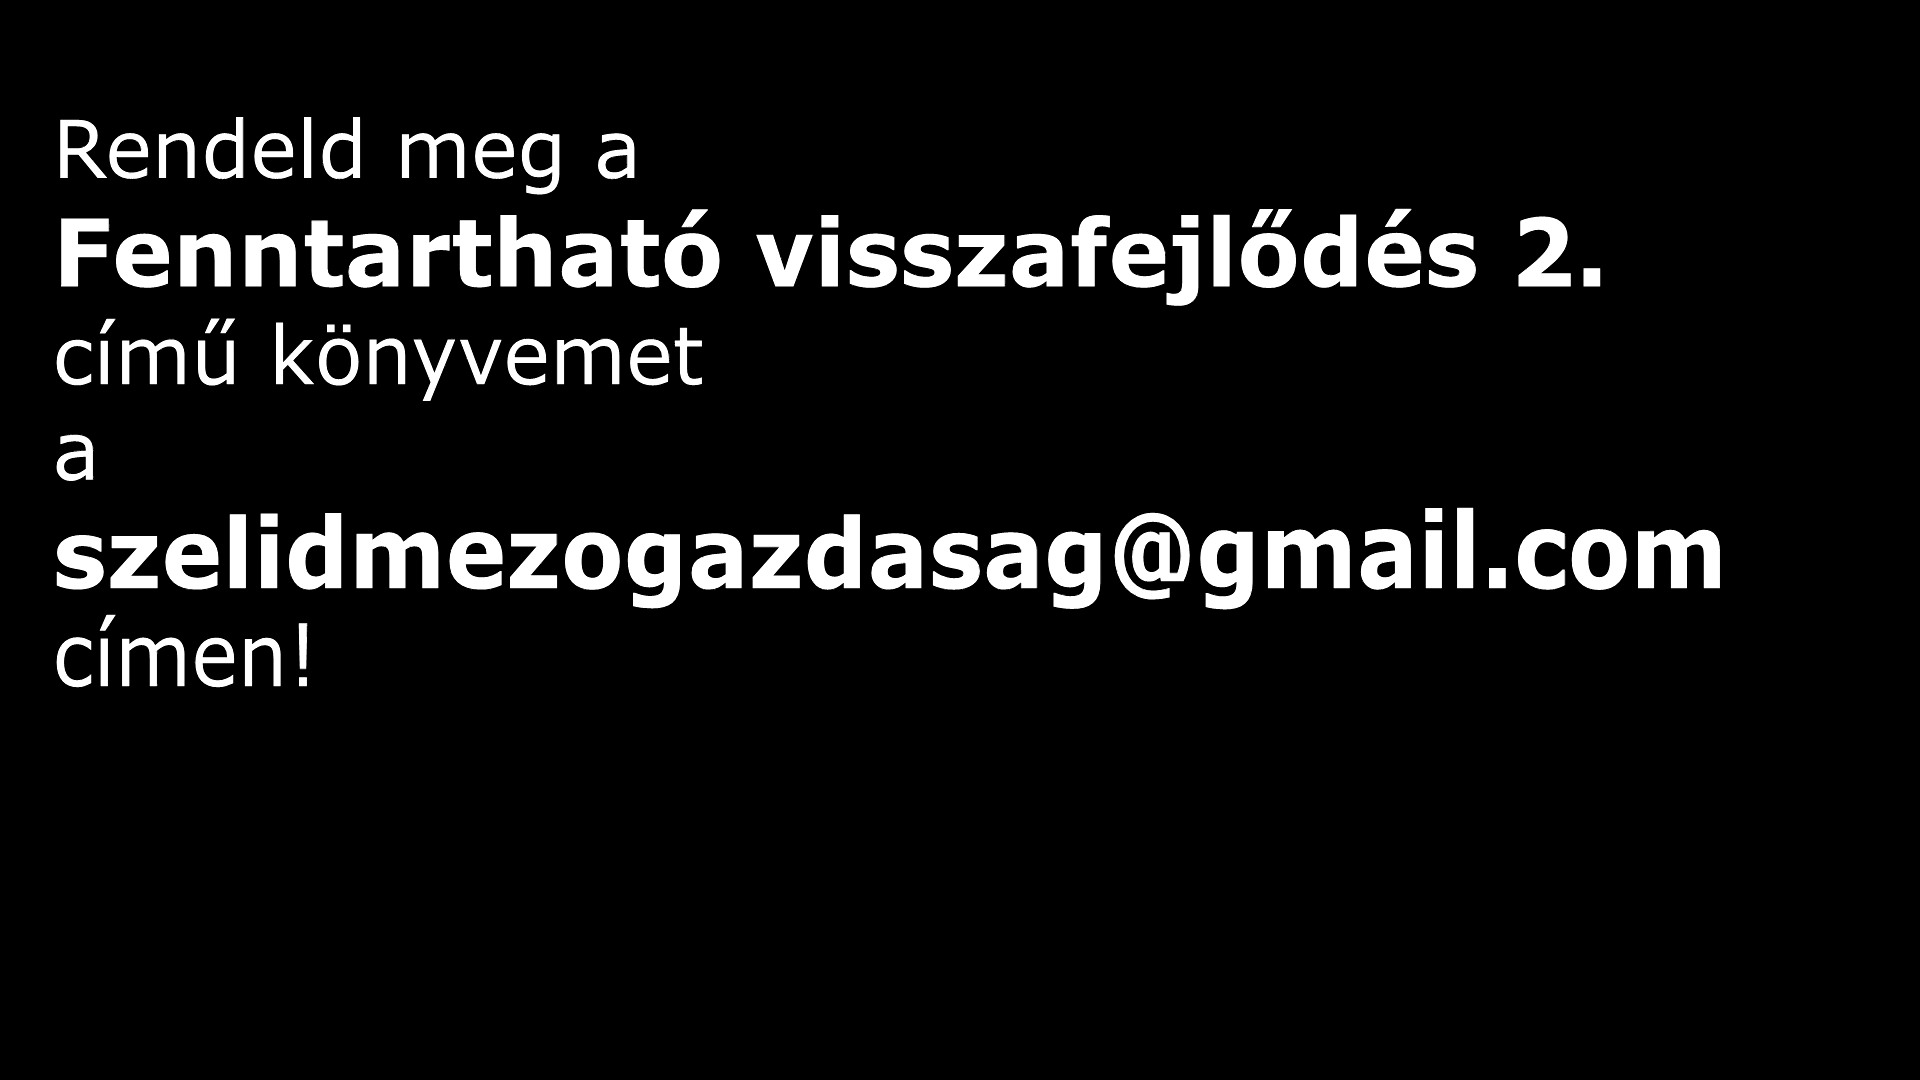 Rendeld meg a
Fenntartható visszafejlődés 2.
című könyvemet
a
szelidmezogazdasag@gmail.com
címen!